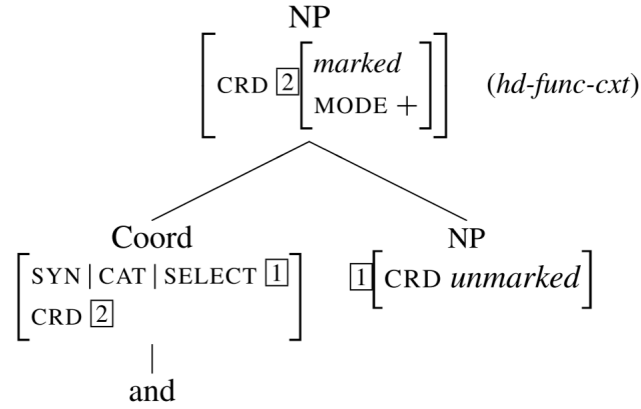 NP
marked
CRD 2 (hd-func-cxt)
MODE +
Coord NP
SYN | CAT | SELECT 1 1 CRD unmarked
CRD 2
and